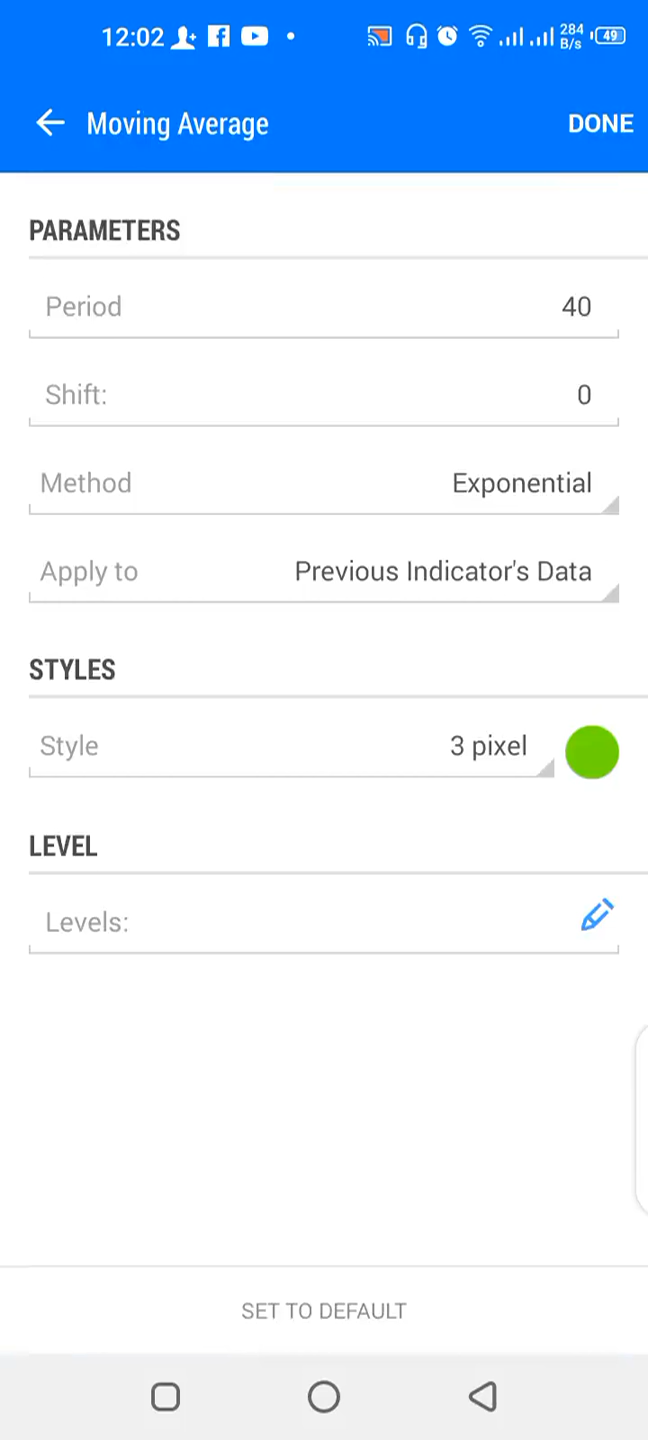 12:02 284 B/s 49
Moving Average DONE
PARAMETERS
Period 40
Shift: 0
Method Exponential
Apply to Previous Indicator's Data
STYLES
Style 3 pixel
LEVEL
Levels:
SET TO DEFAULT